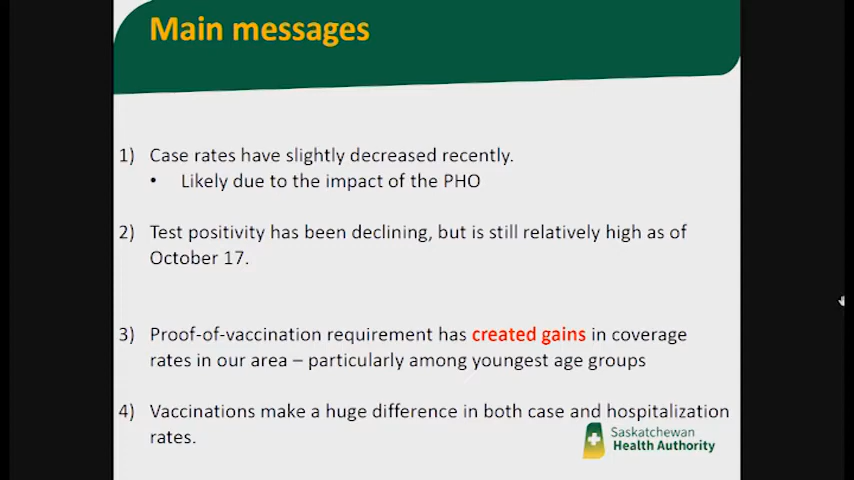 Main messages
1) Case rates have slightly decreased recently.
• Likely due to the impact of the PHO
2) Test positivity has been declining, but is still relatively high as of
October 17.
3) Proof-of-vaccination requirement has created gains in coverage
rates in our area – particularly among youngest age groups
4) Vaccinations make a huge difference in both case and hospitalization
rates.
Saskatchewan
Health Authority